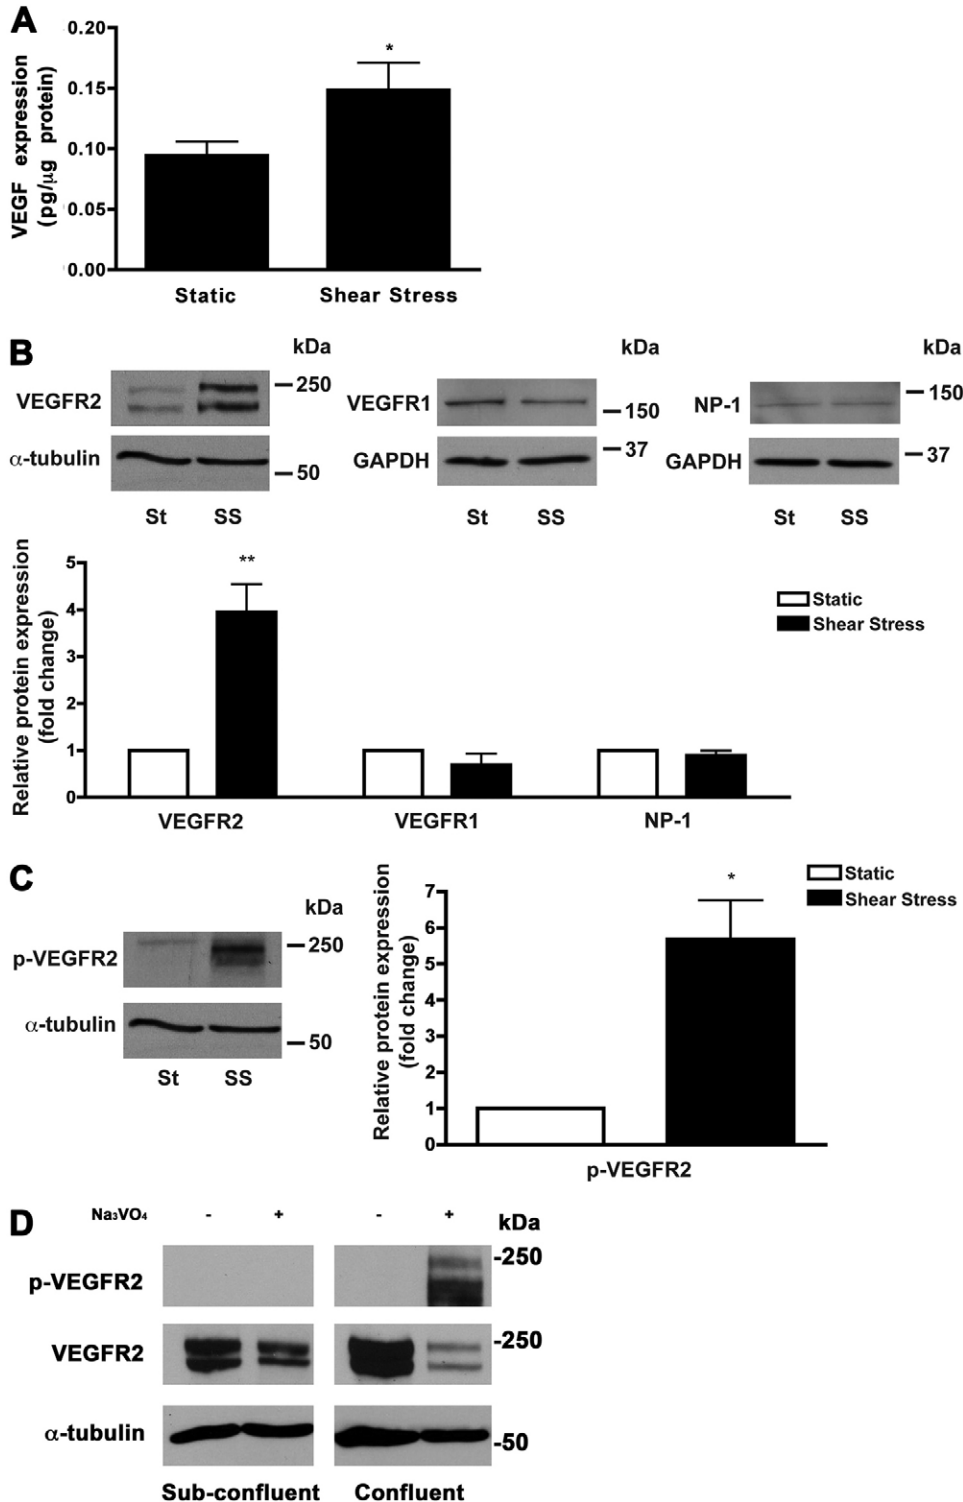 A
VEGF expression
(pg/μg protein)
0.20
0.15
0.10
0.05
0.00
*
Static
Shear Stress
B
kDa
VEGFR2
250
α-tubulin
50
St SS
kDa
VEGFR1
150
GAPDH
37
St SS
kDa
NP-1
150
GAPDH
37
St SS
Relative protein expression
(fold change)
5
4
3
2
1
0
**
Static
Shear Stress
VEGFR2 VEGFR1 NP-1
C
kDa
p-VEGFR2
250
α-tubulin
50
St SS
Relative protein expression
(fold change)
7
6
5
4
3
2
1
0
*
Static
Shear Stress
p-VEGFR2
D
Na₃VO₄ - + - + kDa
p-VEGFR2 -250
VEGFR2 -250
α-tubulin -50
Sub-confluent Confluent